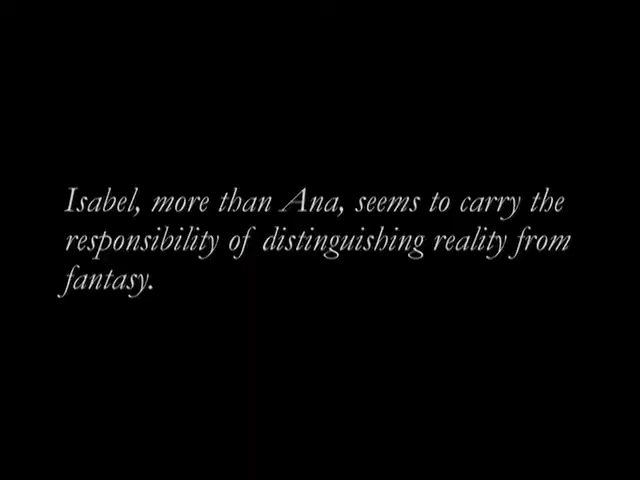 Isabel, more than Ana, seems to carry the
responsibility of distinguishing reality from
fantasy.